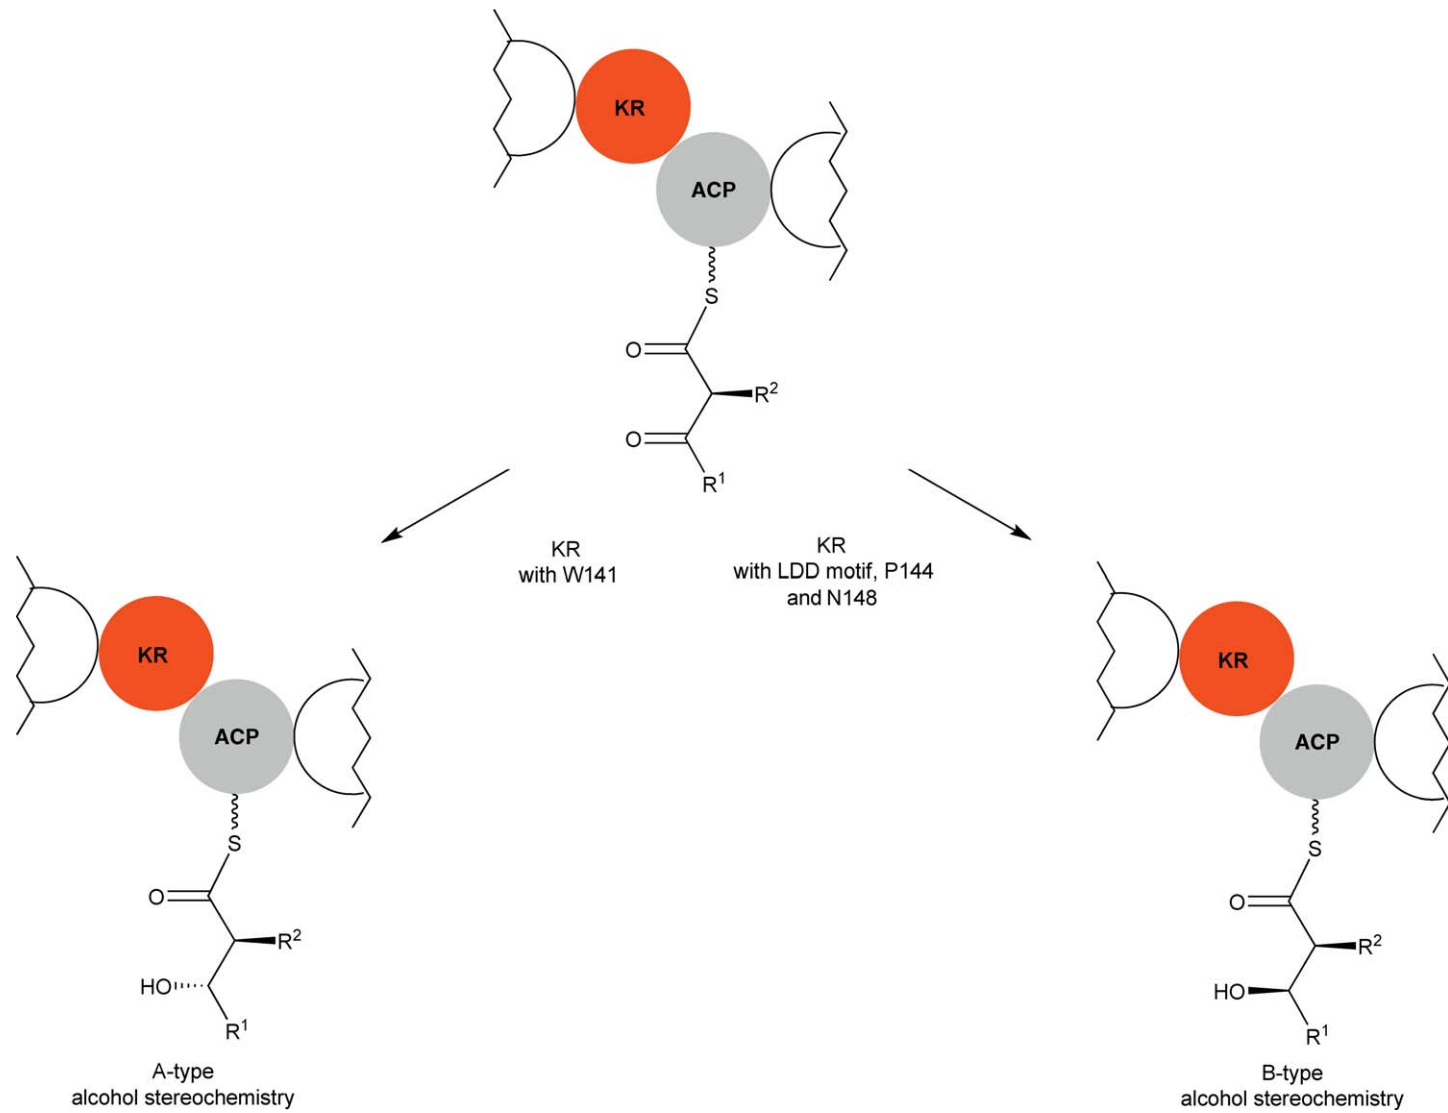 KR
ACP
S
O
R²
O
R¹
KR
with W141
KR
with LDD motif, P144
and N148
KR
ACP
S
O
R²
HO
R¹
A-type
alcohol stereochemistry
KR
ACP
S
O
R²
HO
R¹
B-type
alcohol stereochemistry